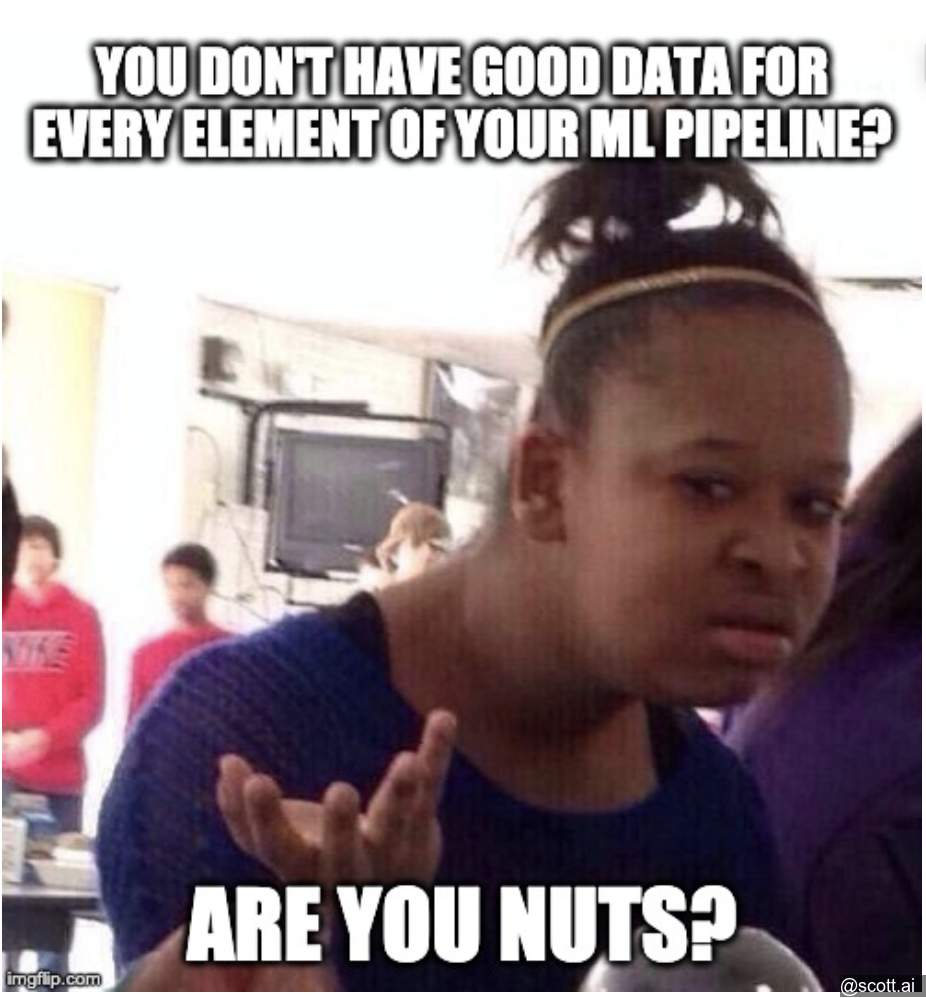 YOU DON'T HAVE GOOD DATA FOR
EVERY ELEMENT OF YOUR ML PIPELINE?
NIKE
ARE YOU NUTS?
imgflip.com
@scott.ai